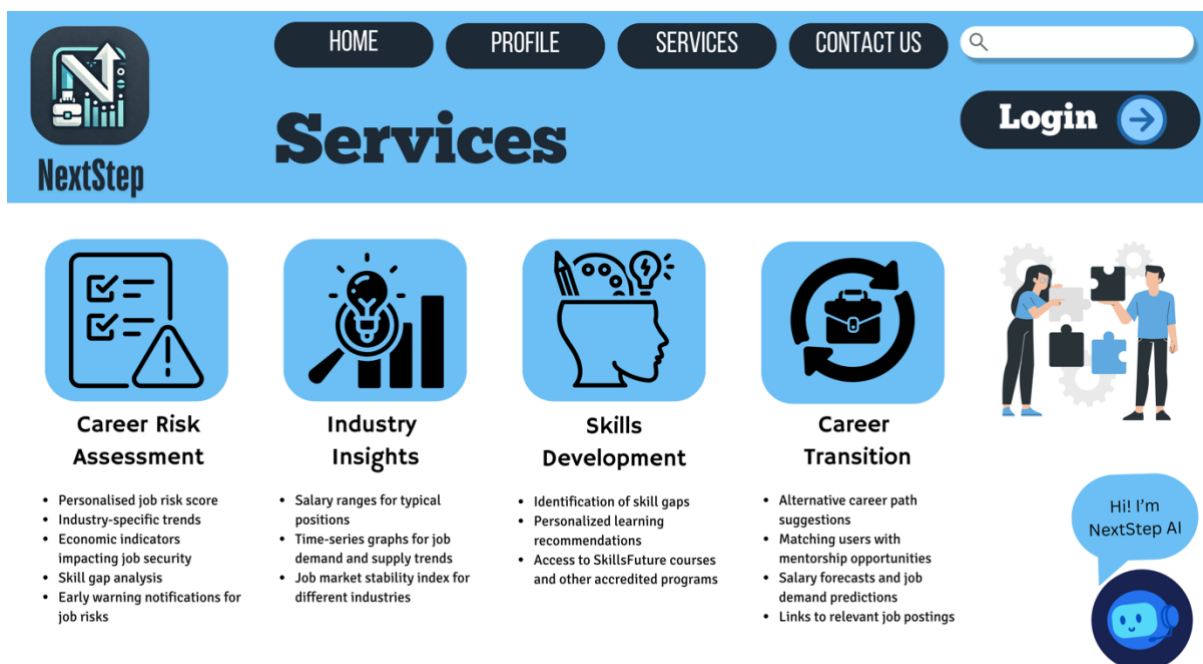 HOME
PROFILE
SERVICES
CONTACT US
Login
NextStep
Services
Career Risk
Assessment
• Personalised job risk score
• Industry-specific trends
• Economic indicators
impacting job security
• Skill gap analysis
• Early warning notifications for
job risks
Industry
Insights
• Salary ranges for typical
positions
• Time-series graphs for job
demand and supply trends
• Job market stability index for
different industries
Skills
Development
• Identification of skill gaps
• Personalized learning
recommendations
• Access to SkillsFuture courses
and other accredited programs
Career
Transition
• Alternative career path
suggestions
• Matching users with
mentorship opportunities
• Salary forecasts and job
demand predictions
• Links to relevant job postings
Hi! I'm
NextStep AI